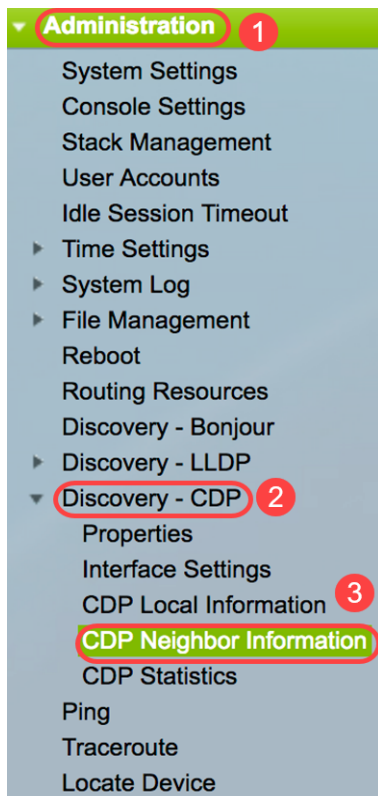 Administration 1
System Settings
Console Settings
Stack Management
User Accounts
Idle Session Timeout
Time Settings
System Log
File Management
Reboot
Routing Resources
Discovery - Bonjour
Discovery - LLDP
Discovery - CDP 2
Properties
Interface Settings
CDP Local Information 3
CDP Neighbor Information
CDP Statistics
Ping
Traceroute
Locate Device